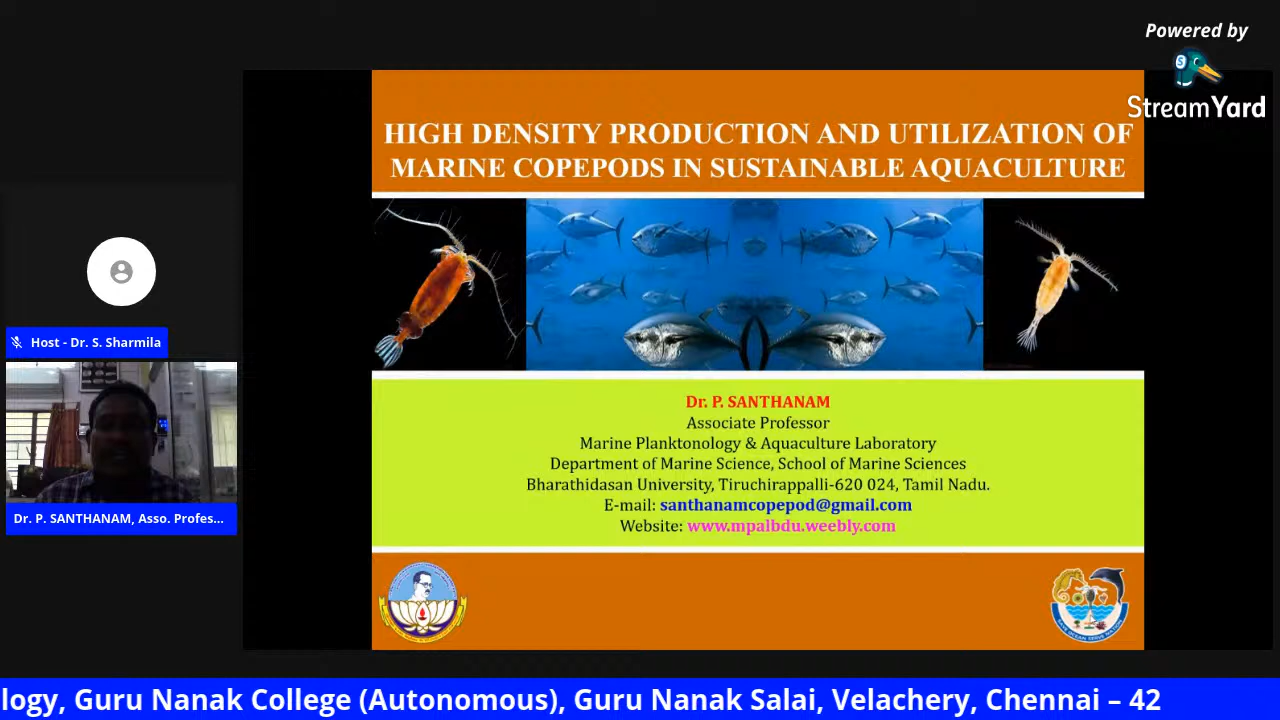 Powered by
StreamYard
HIGH DENSITY PRODUCTION AND UTILIZATION OF
MARINE COPEPODS IN SUSTAINABLE AQUACULTURE
Host - Dr. S. Sharmila
Dr. P. SANTHANAM, Asso. Profes...
Dr. P. SANTHANAM
Associate Professor
Marine Planktonology & Aquaculture Laboratory
Department of Marine Science, School of Marine Sciences
Bharathidasan University, Tiruchirappalli-620 024, Tamil Nadu.
E-mail: santhanamcopepod@gmail.com
Website: www.mpalbdu.weebly.com
logy, Guru Nanak College (Autonomous), Guru Nanak Salai, Velachery, Chennai – 42